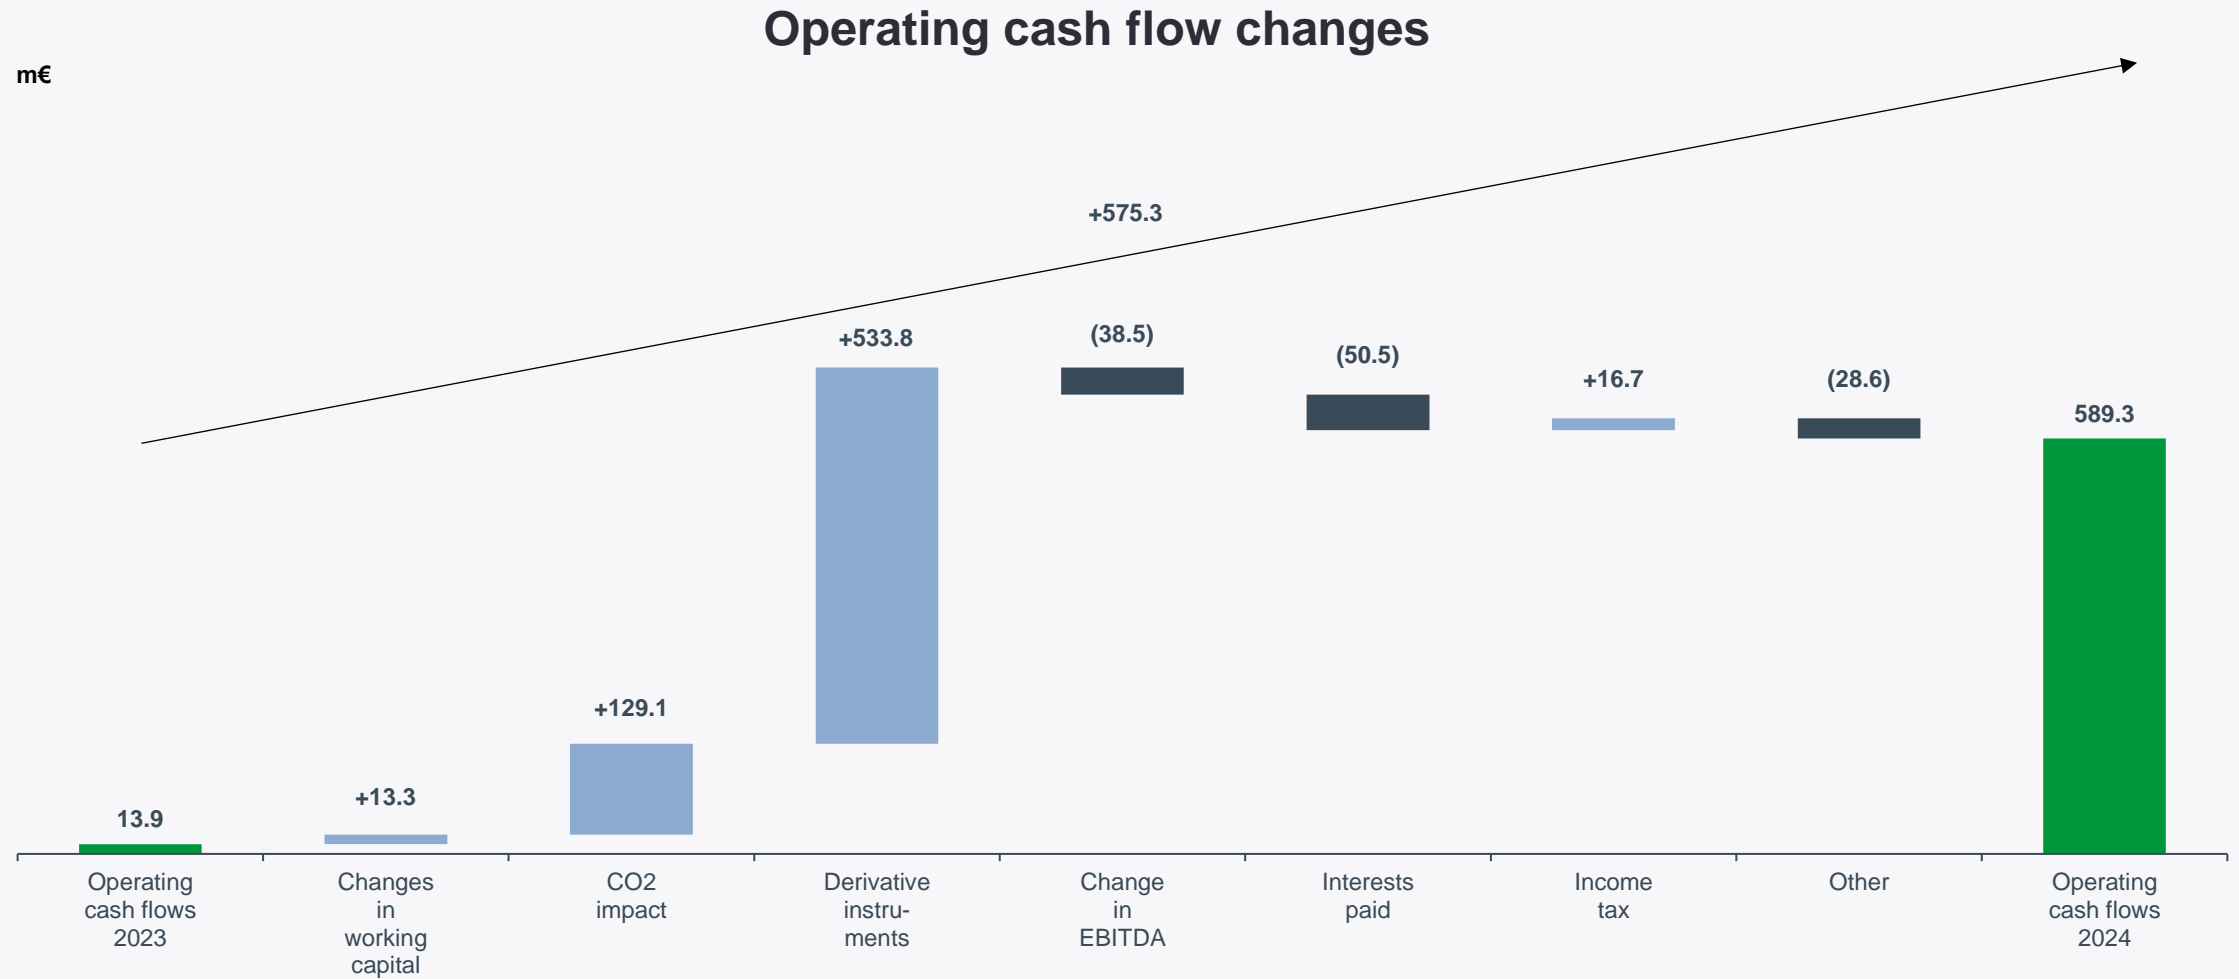 Operating cash flow changes
m€
+575.3
+533.8
(38.5)
(50.5)
+16.7
(28.6)
589.3
+129.1
+13.3
13.9
Operating
cash flows
2023
Changes
in
working
capital
CO2
impact
Derivative
instru-
ments
Change
in
EBITDA
Interests
paid
Income
tax
Other
Operating
cash flows
2024